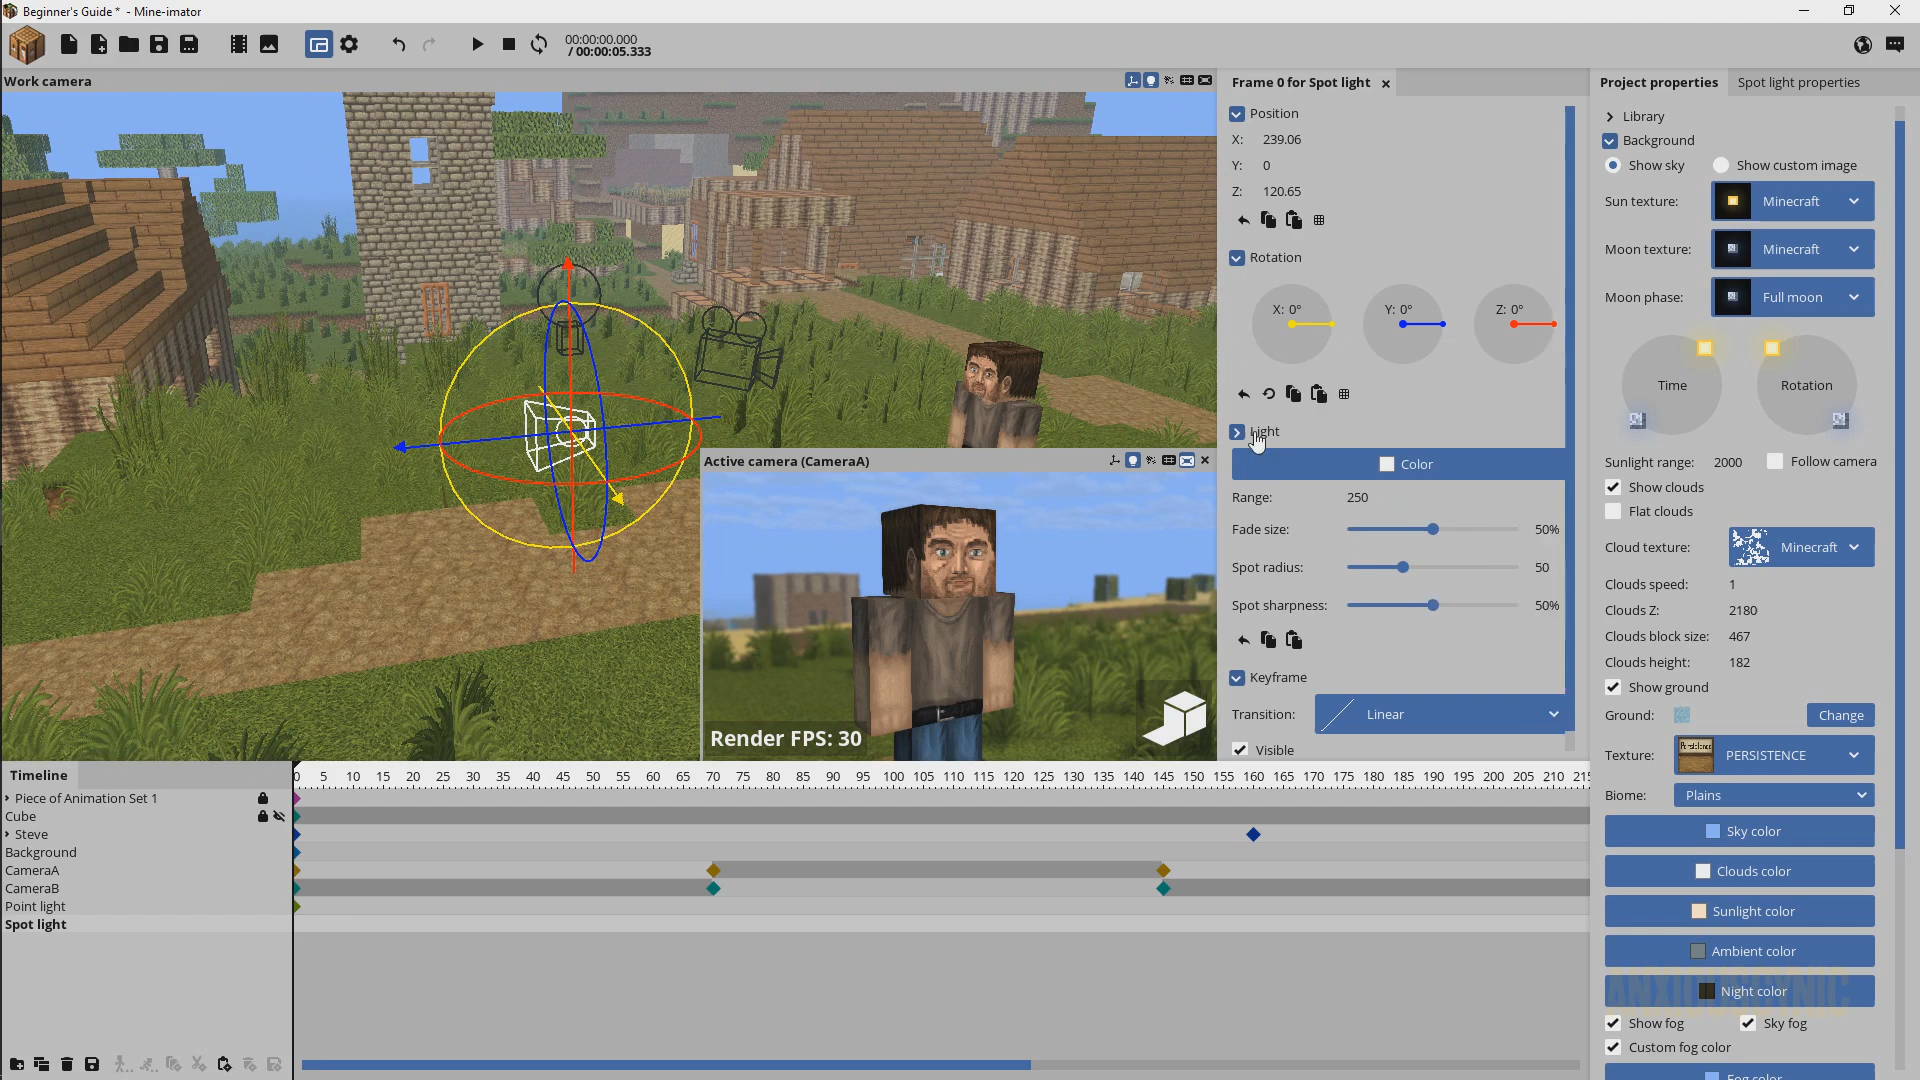 Beginner's Guide * - Mine-imator
00:00:00.000
/ 00:00:05.333
Work camera
Active camera (CameraA)
Render FPS: 30
Frame 0 for Spot light
Position
X: 239.06
Y: 0
Z: 120.65
Rotation
X: 0° Y: 0° Z: 0°
Light
Color
Range: 250
Fade size: 50%
Spot radius: 50
Spot sharpness: 50%
Keyframe
Transition: Linear
Visible
Project properties Spot light properties
Library
Background
Show sky Show custom image
Sun texture: Minecraft
Moon texture: Minecraft
Moon phase: Full moon
Time Rotation
Sunlight range: 2000 Follow camera
Show clouds
Flat clouds
Cloud texture: Minecraft
Clouds speed: 1
Clouds Z: 2180
Clouds block size: 467
Clouds height: 182
Show ground
Ground: Change
Texture: Persistence PERSISTENCE
Biome: Plains
Sky color
Clouds color
Sunlight color
Ambient color
Night color
Show fog Sky fog
Custom fog color
Fog color
Timeline
0 5 10 15 20 25 30 35 40 45 50 55 60 65 70 75 80 85 90 95 100 105 110 115 120 125 130 135 140 145 150 155 160 165 170 175 180 185 190 195 200 205 210 215
Piece of Animation Set 1
Cube
Steve
Background
CameraA
CameraB
Point light
Spot light